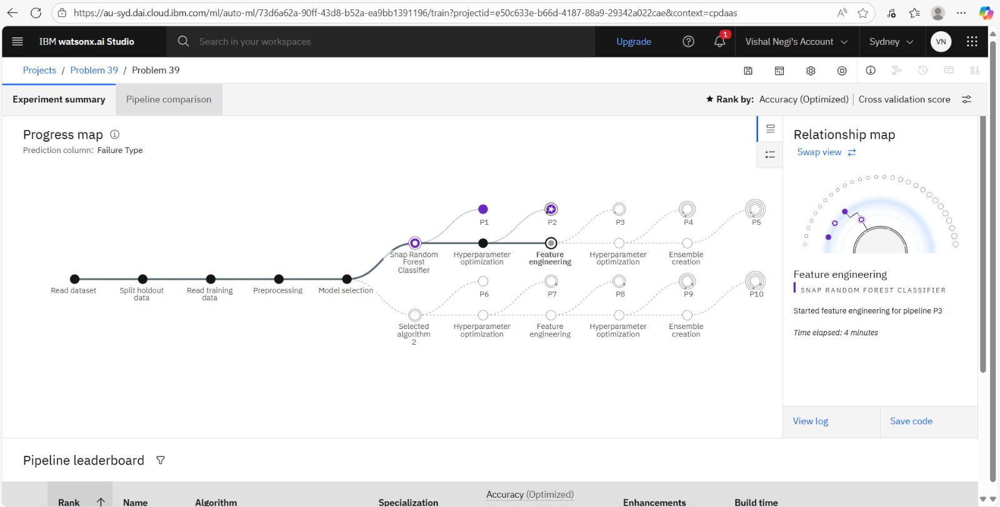 https://au-syd.dai.cloud.ibm.com/ml/auto-ml/73d6a62a-90ff-43d8-b52a-ea9bb1391196/train?projectid=e50c633e-b66d-4187-88a9-29342a022cae&context=cpdaas
IBM watsonx.ai Studio
Search in your workspaces
Upgrade
1
Vishal Negi's Account
Sydney
VN
Projects / Problem 39 / Problem 39
Experiment summary
Pipeline comparison
★ Rank by: Accuracy (Optimized) | Cross validation score
Progress map
Prediction column: Failure Type
P1
P2
P3
P4
P5
Snap Random
Forest
Classifier
Hyperparameter
optimization
Feature
engineering
Hyperparameter
optimization
Ensemble
creation
Read dataset
Split holdout
data
Read training
data
Preprocessing
Model selection
P6
P7
P8
P9
P10
Selected
algorithm
2
Hyperparameter
optimization
Feature
engineering
Hyperparameter
optimization
Ensemble
creation
Relationship map
Swap view
Feature engineering
SNAP RANDOM FOREST CLASSIFIER
Started feature engineering for pipeline P3
Time elapsed: 4 minutes
View log
Save code
Pipeline leaderboard
Rank
Name
Algorithm
Specialization
Accuracy (Optimized)
Enhancements
Build time